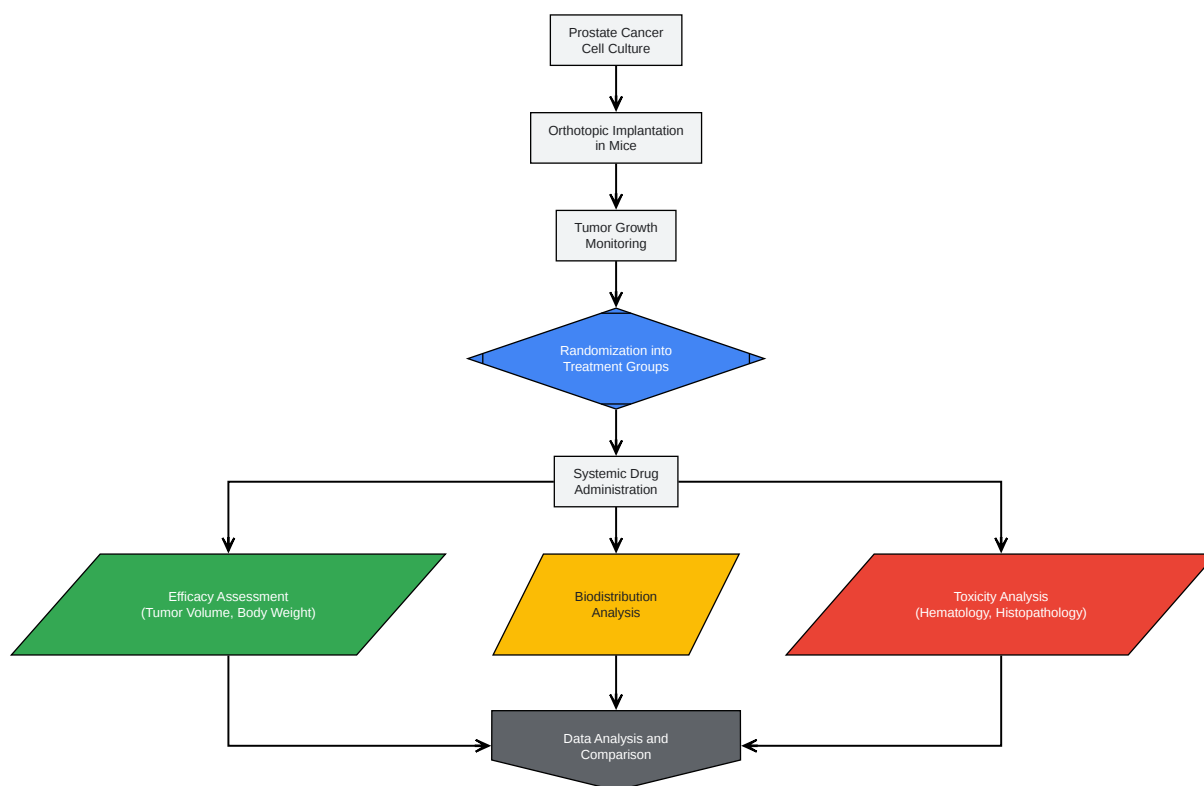 Prostate Cancer
Cell Culture
Orthotopic Implantation
in Mice
Tumor Growth
Monitoring
Randomization into
Treatment Groups
Systemic Drug
Administration
Efficacy Assessment
(Tumor Volume, Body Weight)
Biodistribution
Analysis
Toxicity Analysis
(Hematology, Histopathology)
Data Analysis and
Comparison